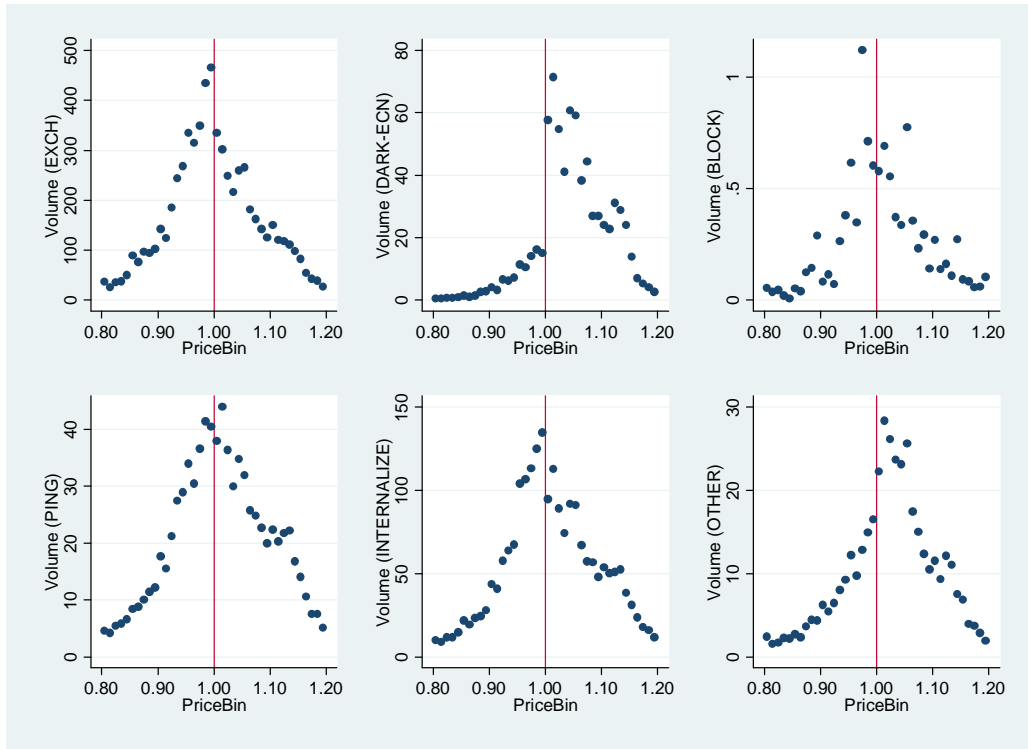 Volume (EXCH)
500
400
300
200
100
0
0.80 0.90 1.00 1.10 1.20
PriceBin
Volume (DARK-ECN)
80
60
40
20
0
0.80 0.90 1.00 1.10 1.20
PriceBin
Volume (BLOCK)
1
.5
0
0.80 0.90 1.00 1.10 1.20
PriceBin
Volume (PING)
40
30
20
10
0
0.80 0.90 1.00 1.10 1.20
PriceBin
Volume (INTERNALIZE)
150
100
50
0
0.80 0.90 1.00 1.10 1.20
PriceBin
Volume (OTHER)
30
20
10
0
0.80 0.90 1.00 1.10 1.20
PriceBin